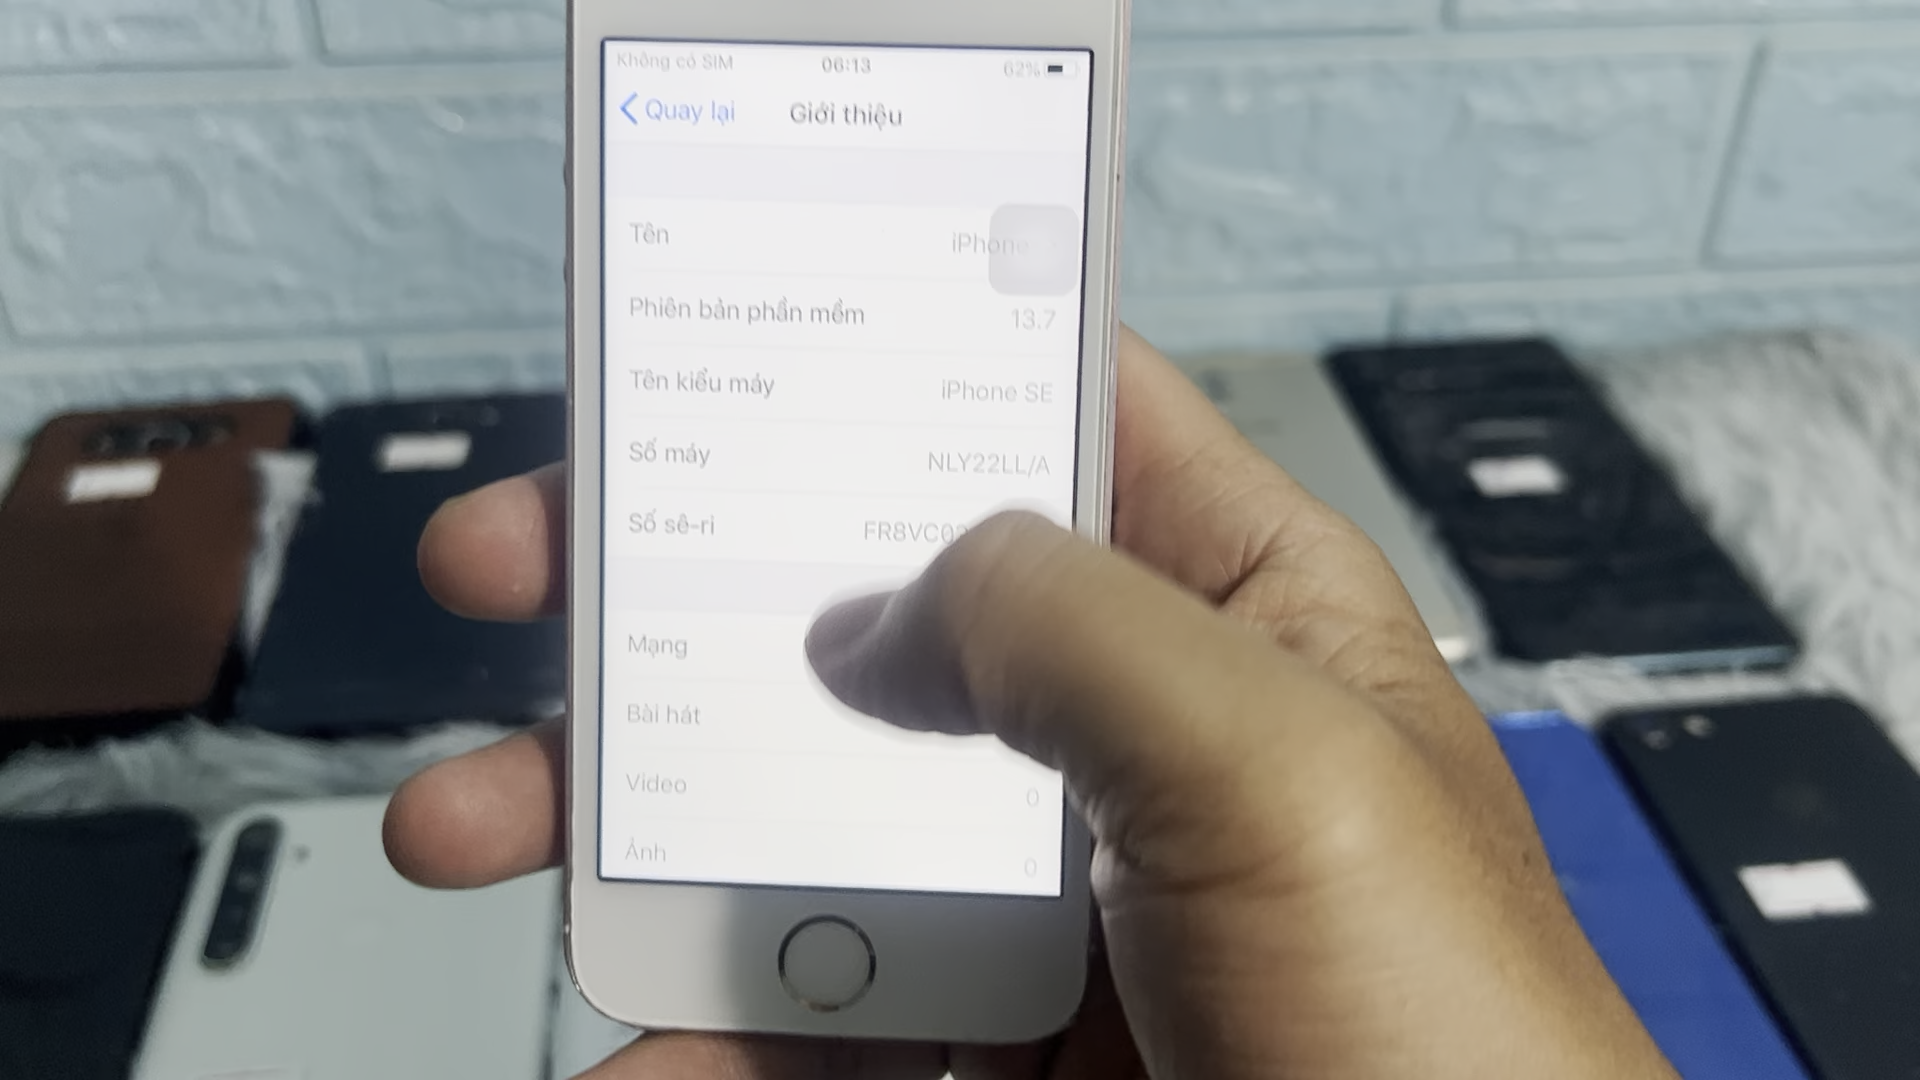 Không có SIM 06:13 62%
Quay lại Giới thiệu
Tên iPhone
Phiên bản phần mềm 13.7
Tên kiểu máy iPhone SE
Số máy NLY22LL/A
Số sê-ri FR8VC02
Mạng
Bài hát
Video 0
Ảnh 0